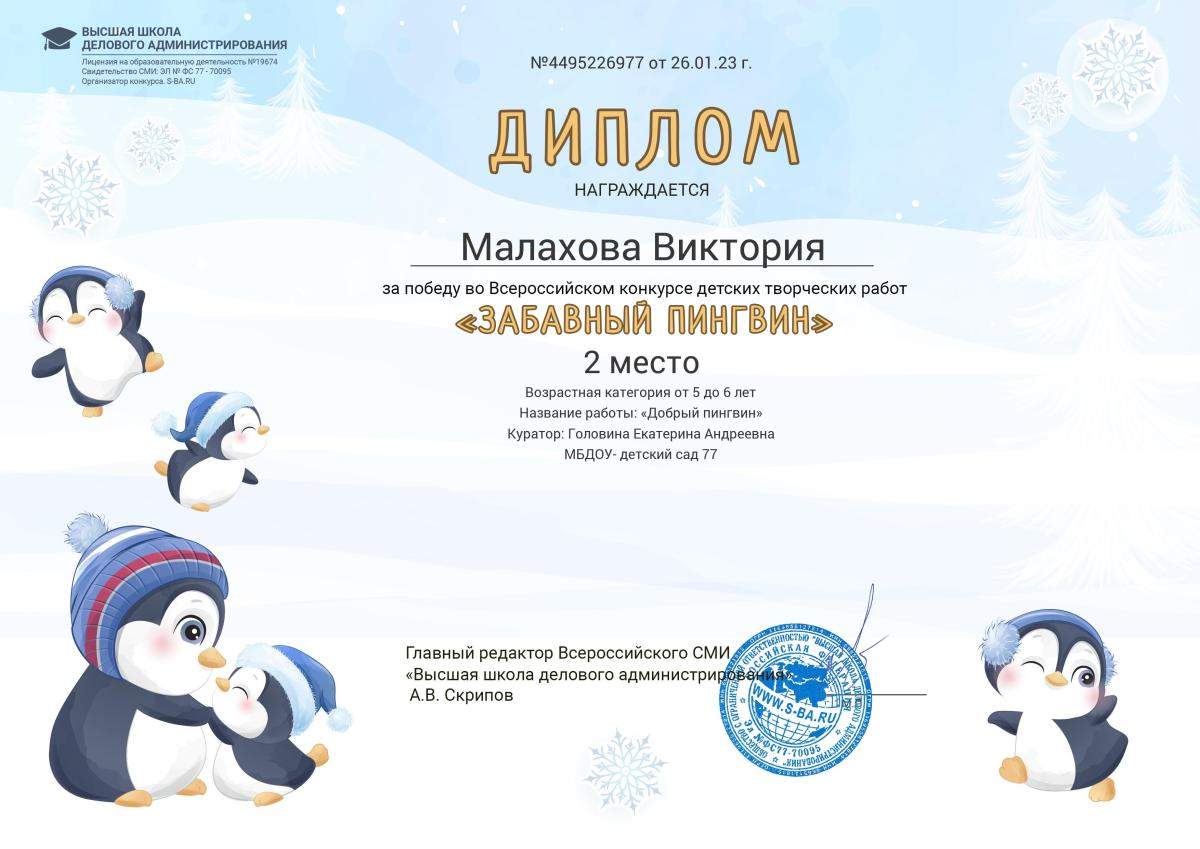 ВЫСШАЯ ШКОЛА
ДЕЛОВОГО АДМИНИСТРИРОВАНИЯ
Лицензия на образовательную деятельность №19674
Свидетельство СМИ: ЭЛ № ФС 77 - 70095
Организатор конкурса. S-BA.RU
№4495226977 от 26.01.23 г.
ДИПЛОМ
НАГРАЖДАЕТСЯ
Малахова Виктория
за победу во Всероссийском конкурсе детских творческих работ
«ЗАБАВНЫЙ ПИНГВИН»
2 место
Возрастная категория от 5 до 6 лет
Название работы: «Добрый пингвин»
Куратор: Головина Екатерина Андреевна
МБДОУ- детский сад 77
Главный редактор Всероссийского СМИ
«Высшая школа делового администрирования»
А.В. Скрипов
WWW.S-BA.RU
ЭЛ №ФС77-70095